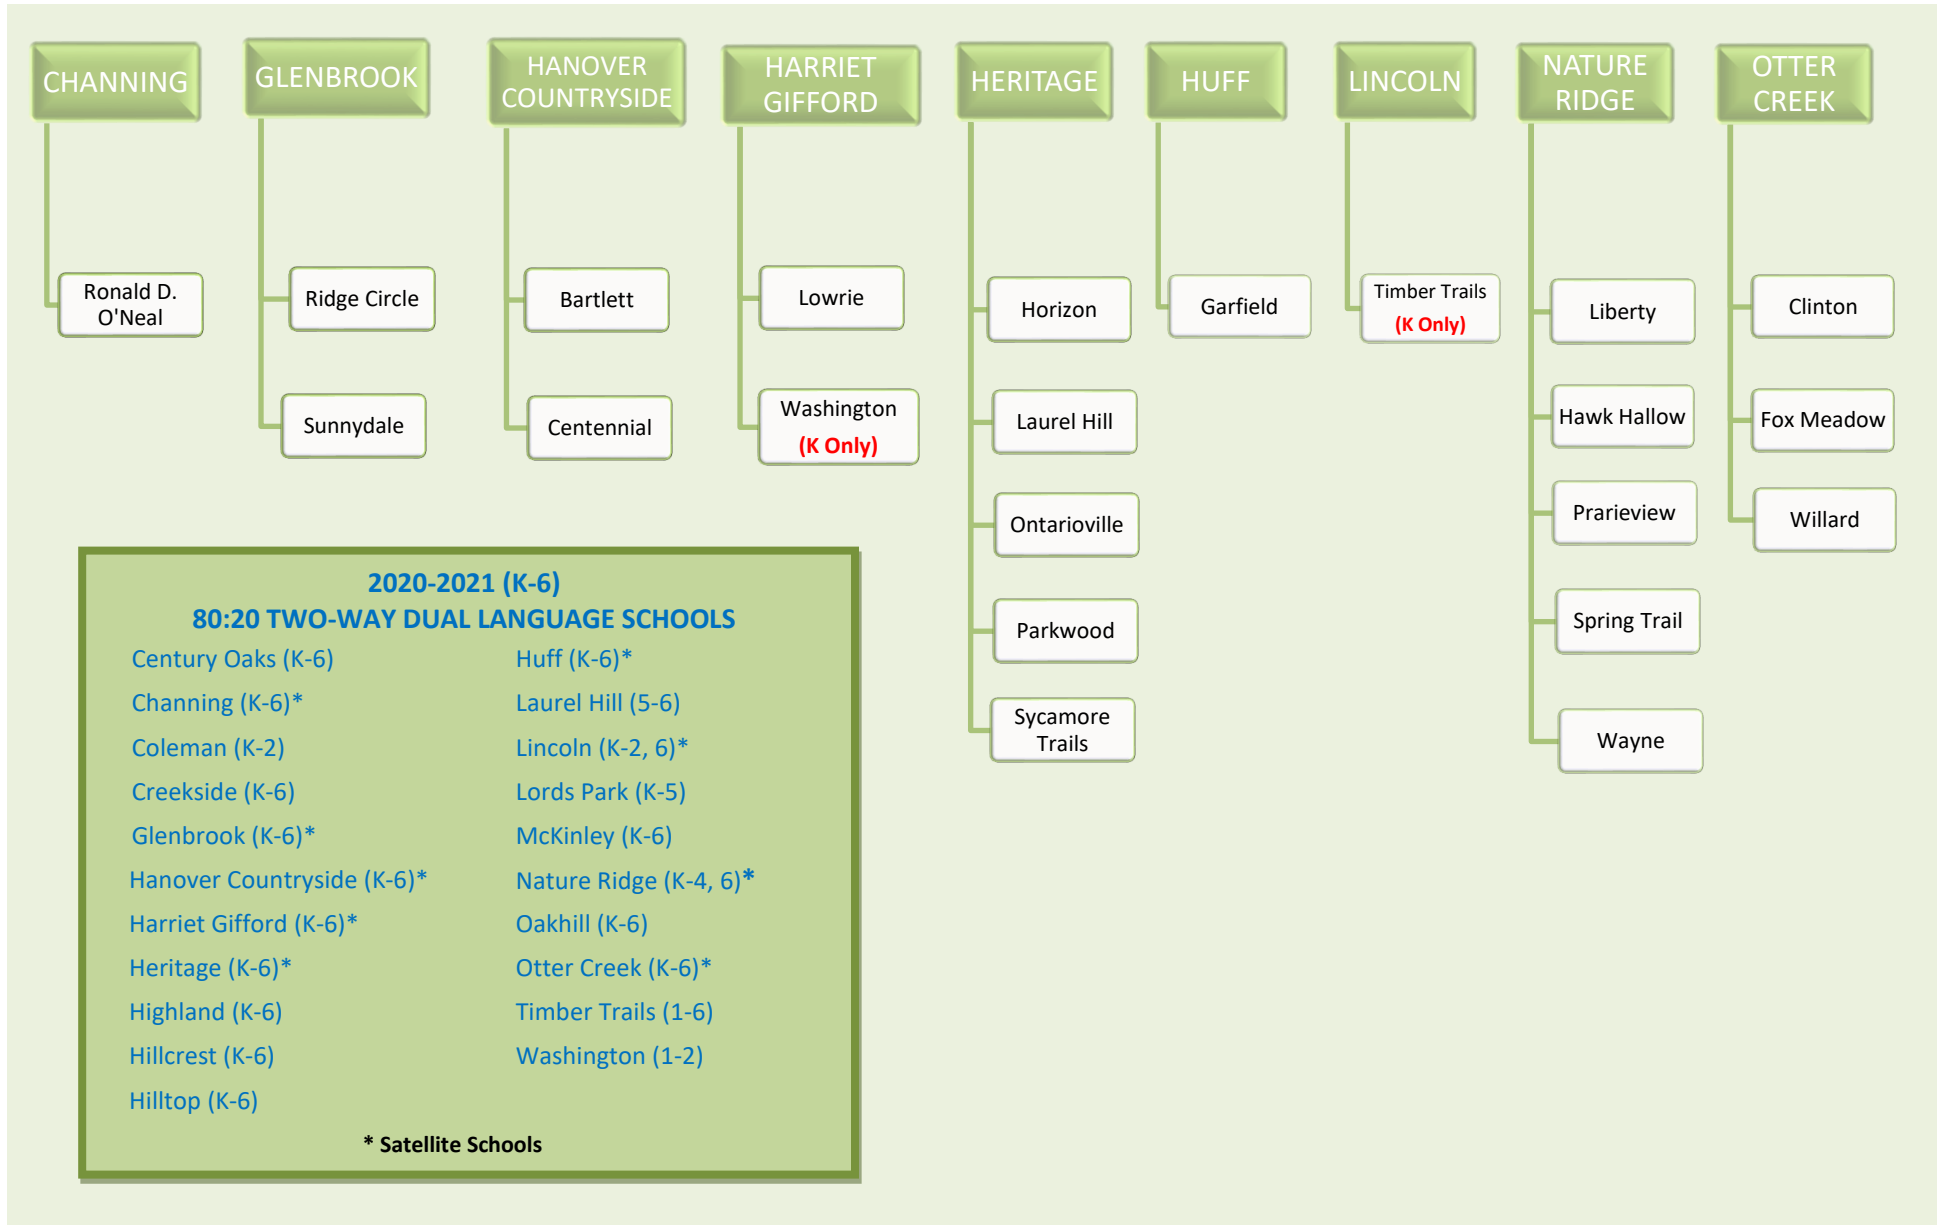 CHANNING
GLENBROOK
HANOVER
COUNTRYSIDE
HARRIET
GIFFORD
HERITAGE
HUFF
LINCOLN
NATURE
RIDGE
OTTER
CREEK
Ronald D.
O'Neal
Ridge Circle
Sunnydale
Bartlett
Centennial
Lowrie
Washington
(K Only)
Horizon
Laurel Hill
Ontarioville
Parkwood
Sycamore
Trails
Garfield
Timber Trails
(K Only)
Liberty
Hawk Hallow
Prarieview
Spring Trail
Wayne
Clinton
Fox Meadow
Willard
2020-2021 (K-6)
80:20 TWO-WAY DUAL LANGUAGE SCHOOLS
Century Oaks (K-6)
Channing (K-6)*
Coleman (K-2)
Creekside (K-6)
Glenbrook (K-6)*
Hanover Countryside (K-6)*
Harriet Gifford (K-6)*
Heritage (K-6)*
Highland (K-6)
Hillcrest (K-6)
Hilltop (K-6)
Huff (K-6)*
Laurel Hill (5-6)
Lincoln (K-2, 6)*
Lords Park (K-5)
McKinley (K-6)
Nature Ridge (K-4, 6)*
Oakhill (K-6)
Otter Creek (K-6)*
Timber Trails (1-6)
Washington (1-2)
* Satellite Schools